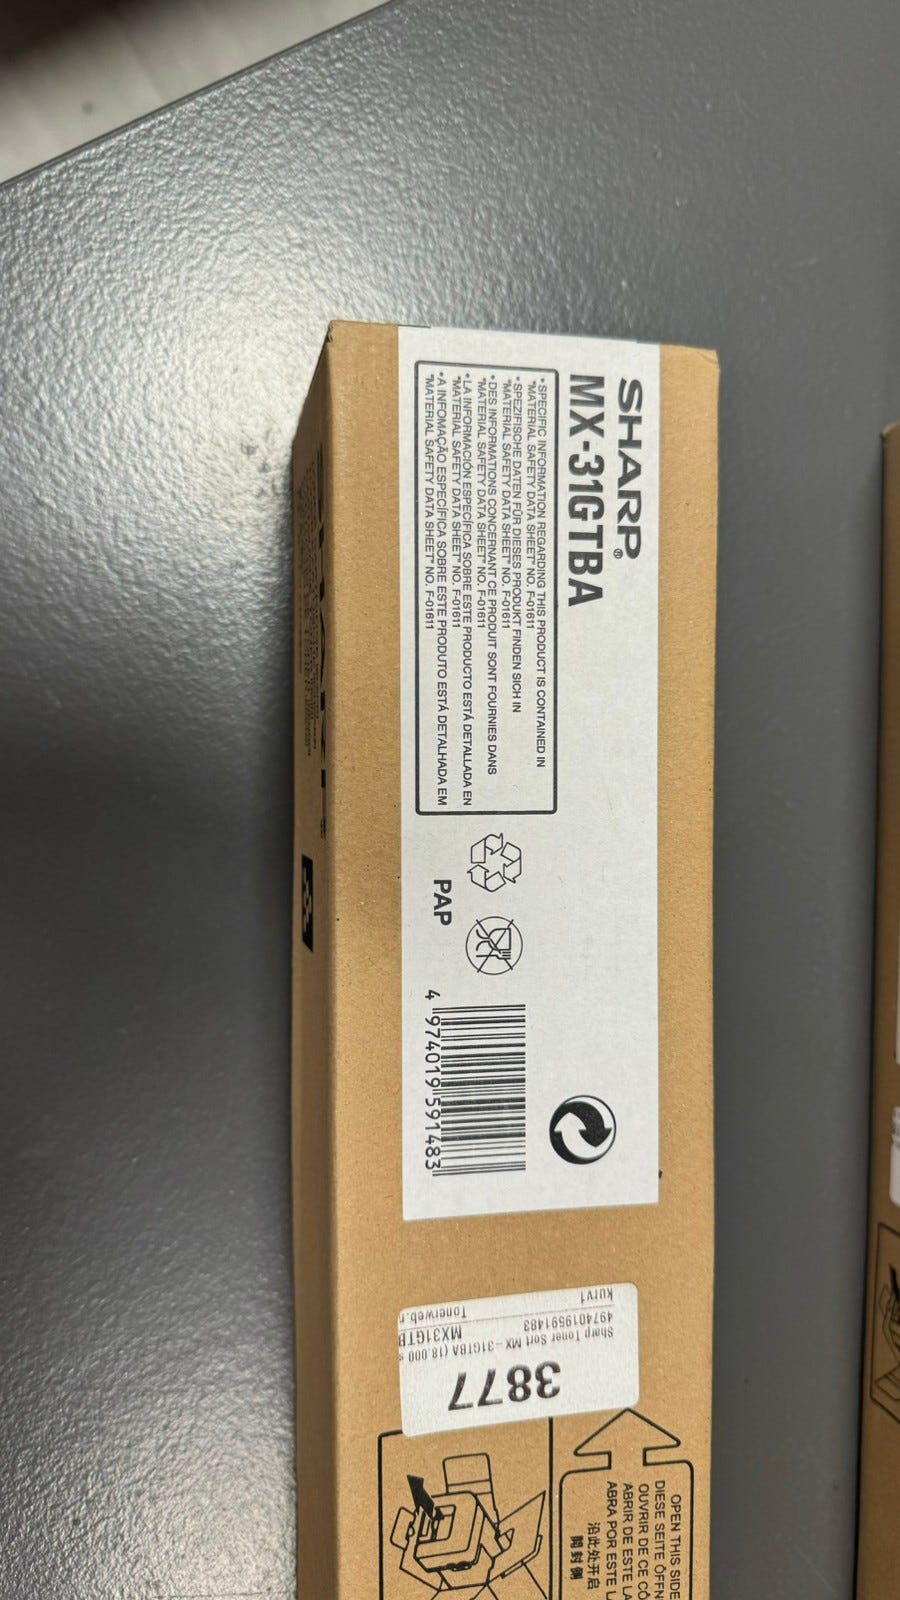 SHARP®
MX-31GTBA
•SPECIFIC INFORMATION REGARDING THIS PRODUCT IS CONTAINED IN
"MATERIAL SAFETY DATA SHEET" NO. F-01611
•SPEZIFISCHE DATEN FÜR DIESES PRODUKT FINDEN SICH IN
"MATERIAL SAFETY DATA SHEET" NO. F-01611
•DES INFORMATIONS CONCERNANT CE PRODUIT SONT FOURNIES DANS
"MATERIAL SAFETY DATA SHEET" NO. F-01611
•LA INFORMACIÓN ESPECÍFICA SOBRE ESTE PRODUCTO ESTÁ DETALLADA EN
"MATERIAL SAFETY DATA SHEET" NO. F-01611
•A INFOMAÇÃO ESPECÍFICA SOBRE ESTE PRODUTO ESTÁ DETALHADA EM
"MATERIAL SAFETY DATA SHEET" NO. F-01611
PAP
4 974019 591483
3877
Sharp Toner Sort MX-31GTBA (18.000 s
4974019591483 MX31GTB
Kurv1 Tonerweb.n
OPEN THIS SIDE
DIESE SEITE ÖFFN
OUVRIR DE CE CÔ
ABRIR DE ESTE LA
ABRA POR ESTE L
沿此处开启
開封側
SHARP